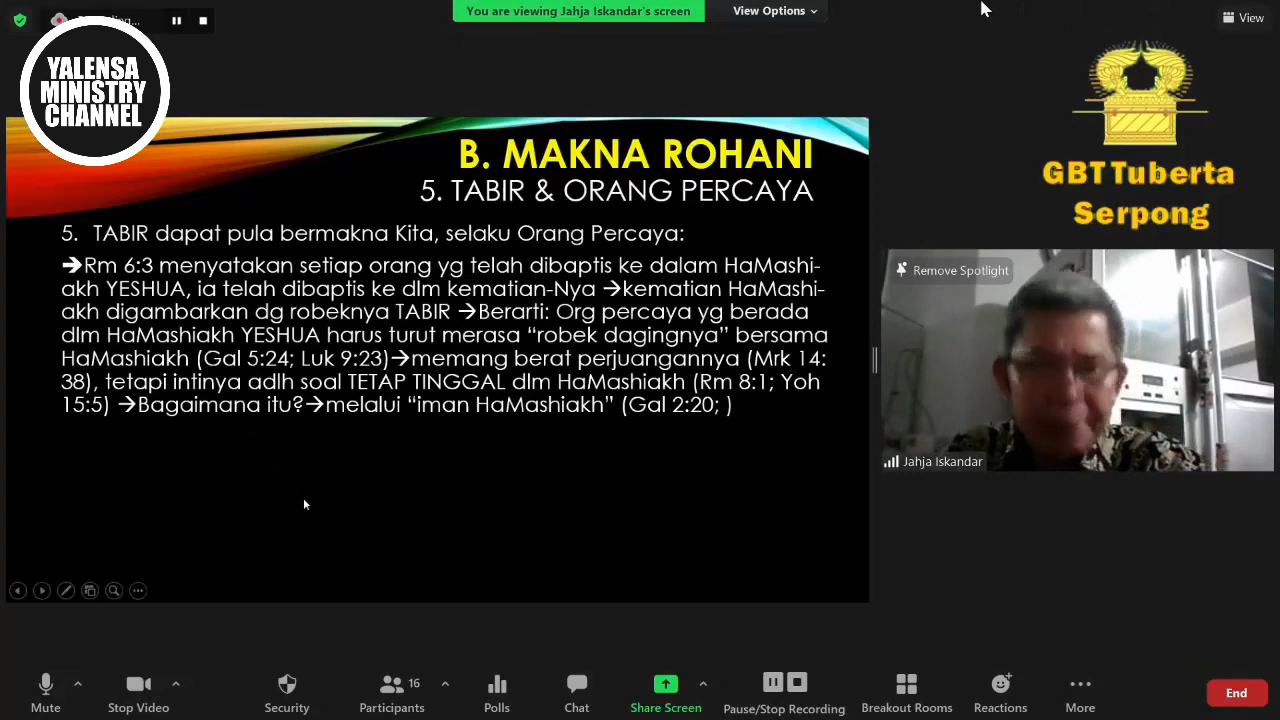 You are viewing Jahja Iskandar's screen
View Options
View
YALENSA
MINISTRY
CHANNEL
B. MAKNA ROHANI
5. TABIR & ORANG PERCAYA
5. TABIR dapat pula bermakna Kita, selaku Orang Percaya:
➔Rm 6:3 menyatakan setiap orang yg telah dibaptis ke dalam HaMashi-
akh YESHUA, ia telah dibaptis ke dlm kematian-Nya →kematian HaMashi-
akh digambarkan dg robeknya TABIR →Berarti: Org percaya yg berada
dlm HaMashiakh YESHUA harus turut merasa “robek dagingnya” bersama
HaMashiakh (Gal 5:24; Luk 9:23)→memang berat perjuangannya (Mrk 14:
38), tetapi intinya adlh soal TETAP TINGGAL dlm HaMashiakh (Rm 8:1; Yoh
15:5) →Bagaimana itu?→melalui “iman HaMashiakh” (Gal 2:20; )
GBT Tuberta
Serpong
Remove Spotlight
Jahja Iskandar
Mute
Stop Video
Security
16
Participants
Polls
Chat
Share Screen
Pause/Stop Recording
Breakout Rooms
Reactions
More
End